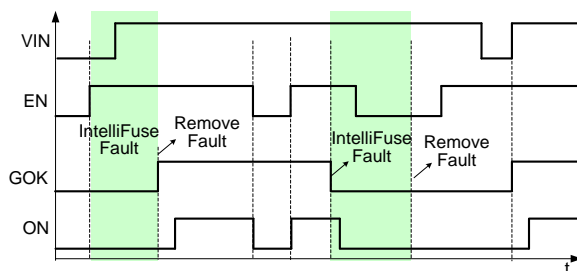 VIN
EN
IntelliFuse
Fault
Remove
Fault
IntelliFuse
Fault
Remove
Fault
GOK
ON
t